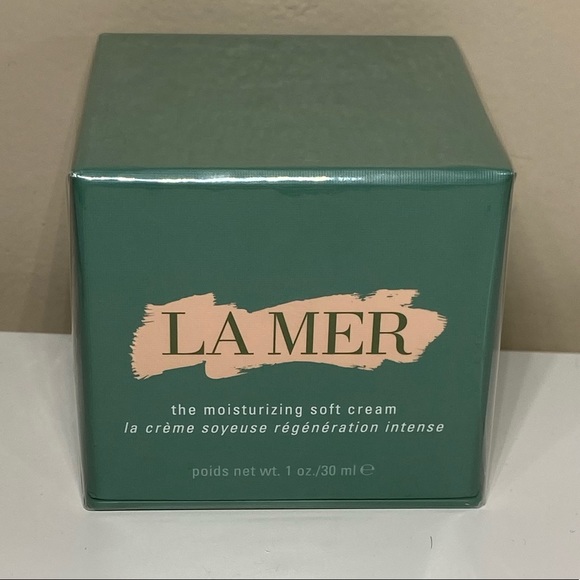 LA MER
the moisturizing soft cream
la crème soyeuse régénération intense
poids net wt. 1 oz./30 ml ℮